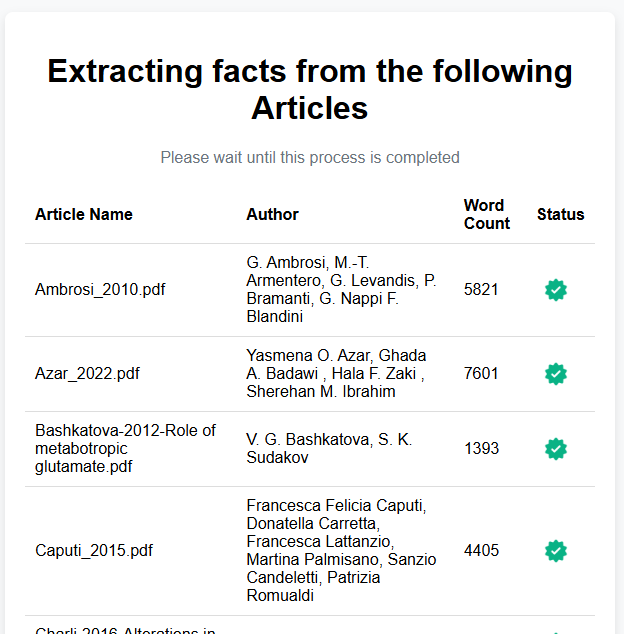 Extracting facts from the following
Articles
Please wait until this process is completed
Article Name
Author
Word
Count
Status
Ambrosi_2010.pdf
G. Ambrosi, M.-T.
Armentero, G. Levandis, P.
Bramanti, G. Nappi F.
Blandini
5821
Azar_2022.pdf
Yasmena O. Azar, Ghada
A. Badawi , Hala F. Zaki ,
Sherehan M. Ibrahim
7601
Bashkatova-2012-Role of
metabotropic
glutamate.pdf
V. G. Bashkatova, S. K.
Sudakov
1393
Caputi_2015.pdf
Francesca Felicia Caputi,
Donatella Carretta,
Francesca Lattanzio,
Martina Palmisano, Sanzio
Candeletti, Patrizia
Romualdi
4405
2016-Alterations in